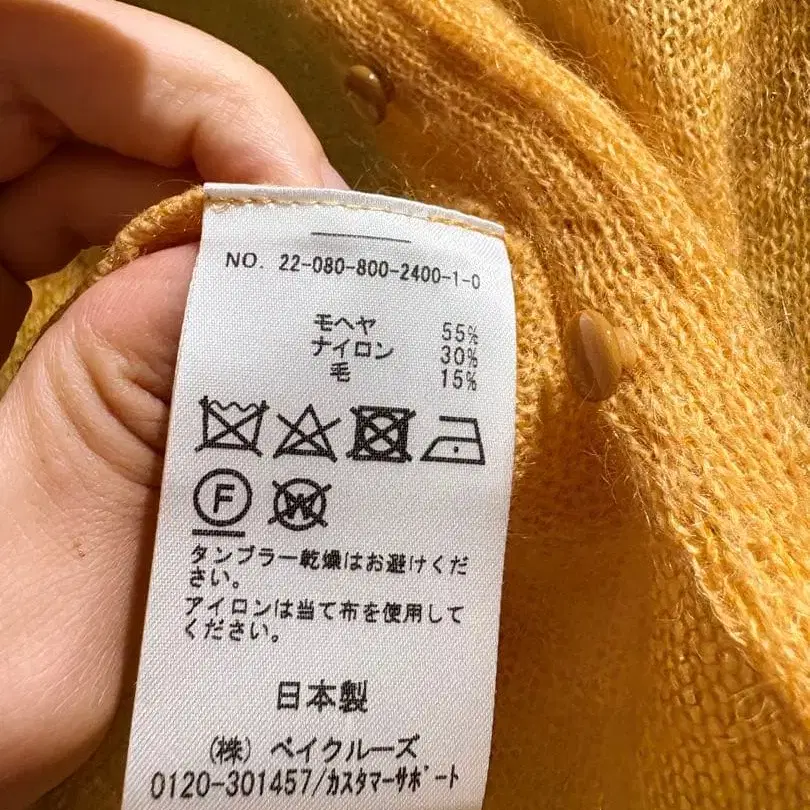 NO. 22-080-800-2400-1-0
モヘヤ 55%
ナイロン 30%
毛 15%
F W
タンブラー乾燥はお避けくだ
さい。
アイロンは当て布を使用して
ください。
日本製
(株) ベイクルーズ
0120-301457/カスタマーサポート